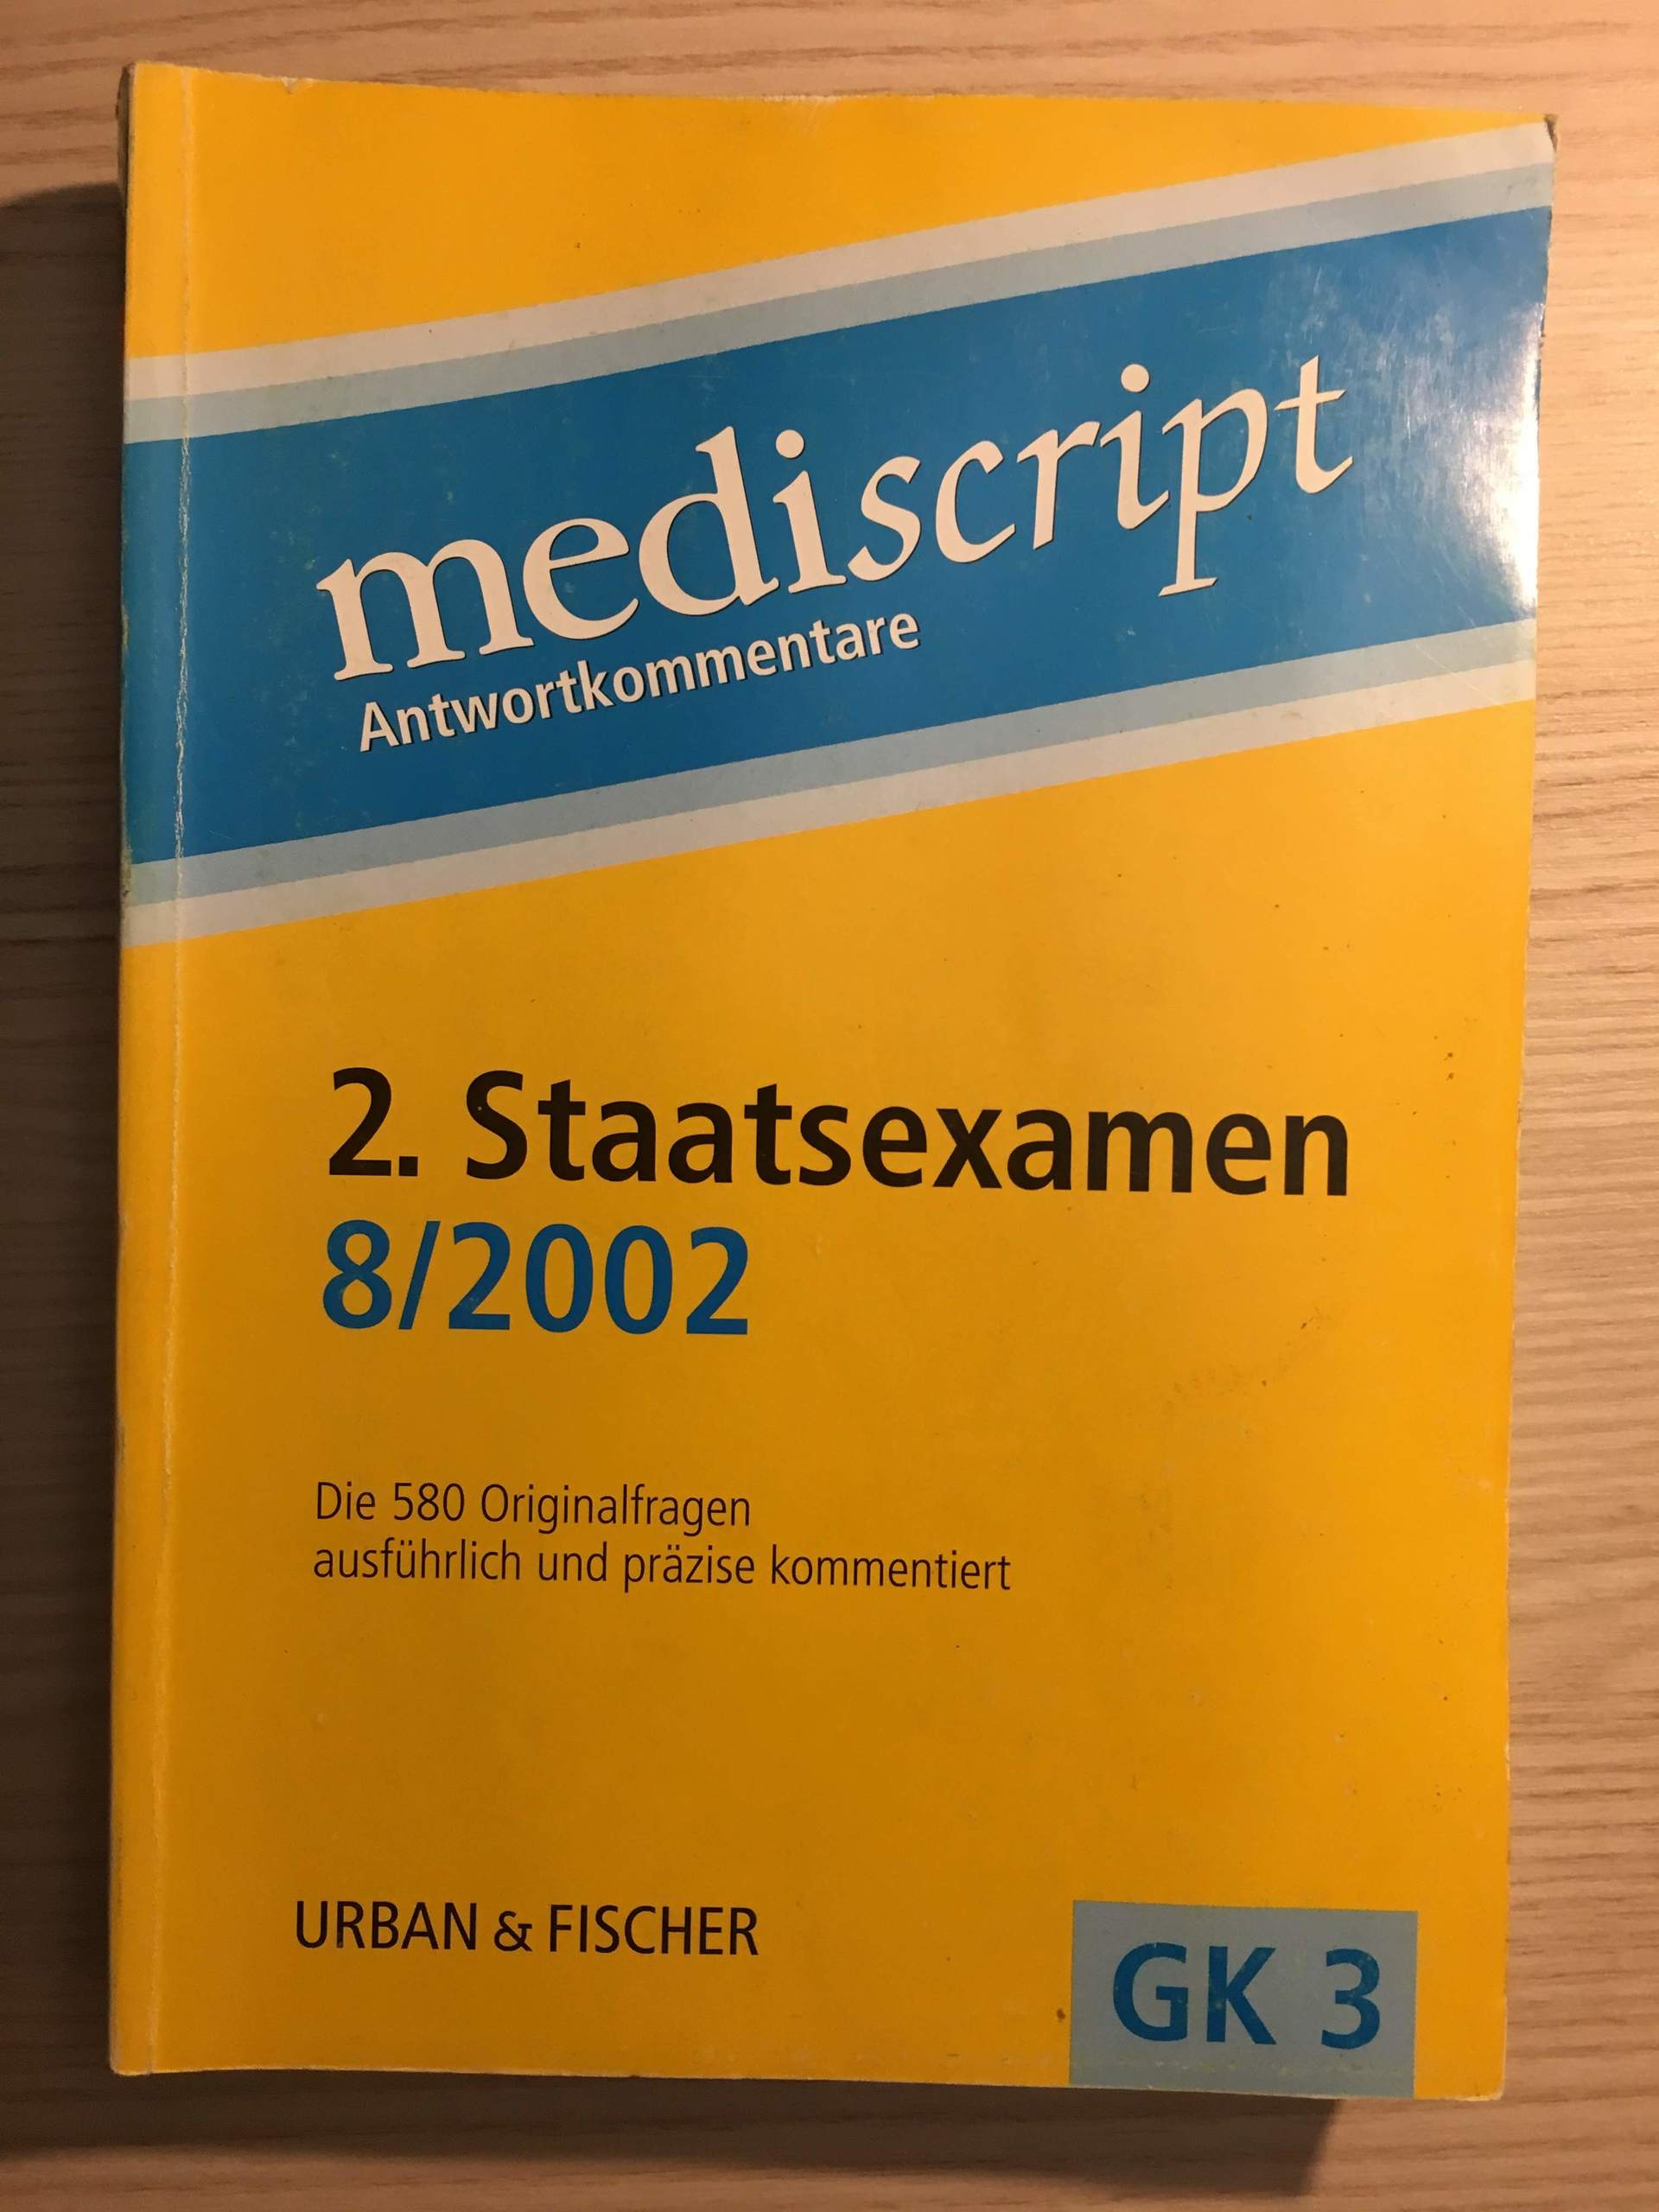 mediscript
Antwortkommentare
2. Staatsexamen
8/2002
Die 580 Originalfragen
ausführlich und präzise kommentiert
URBAN & FISCHER
GK 3